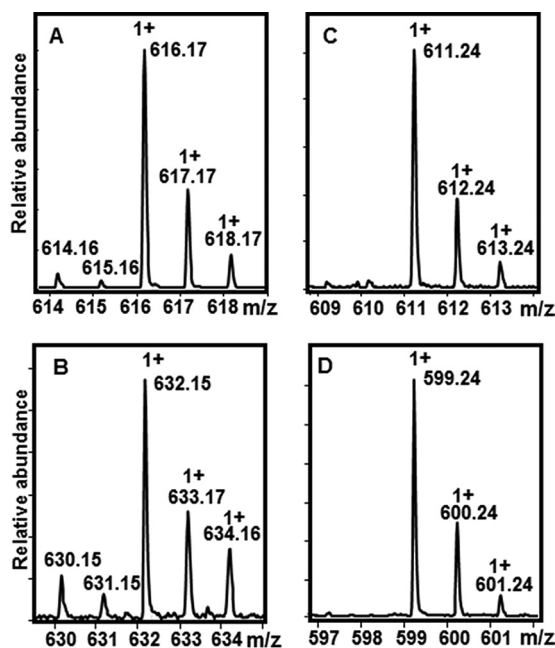 A
1+
616.17
1+
617.17
1+
618.17
614.16
615.16
Relative abundance
614 615 616 617 618 m/z
C
1+
611.24
1+
612.24
1+
613.24
609 610 611 612 613 m/z
B
1+
632.15
1+
633.17
1+
634.16
630.15
631.15
Relative abundance
630 631 632 633 634 m/z
D
1+
599.24
1+
600.24
1+
601.24
597 598 599 600 601 m/z